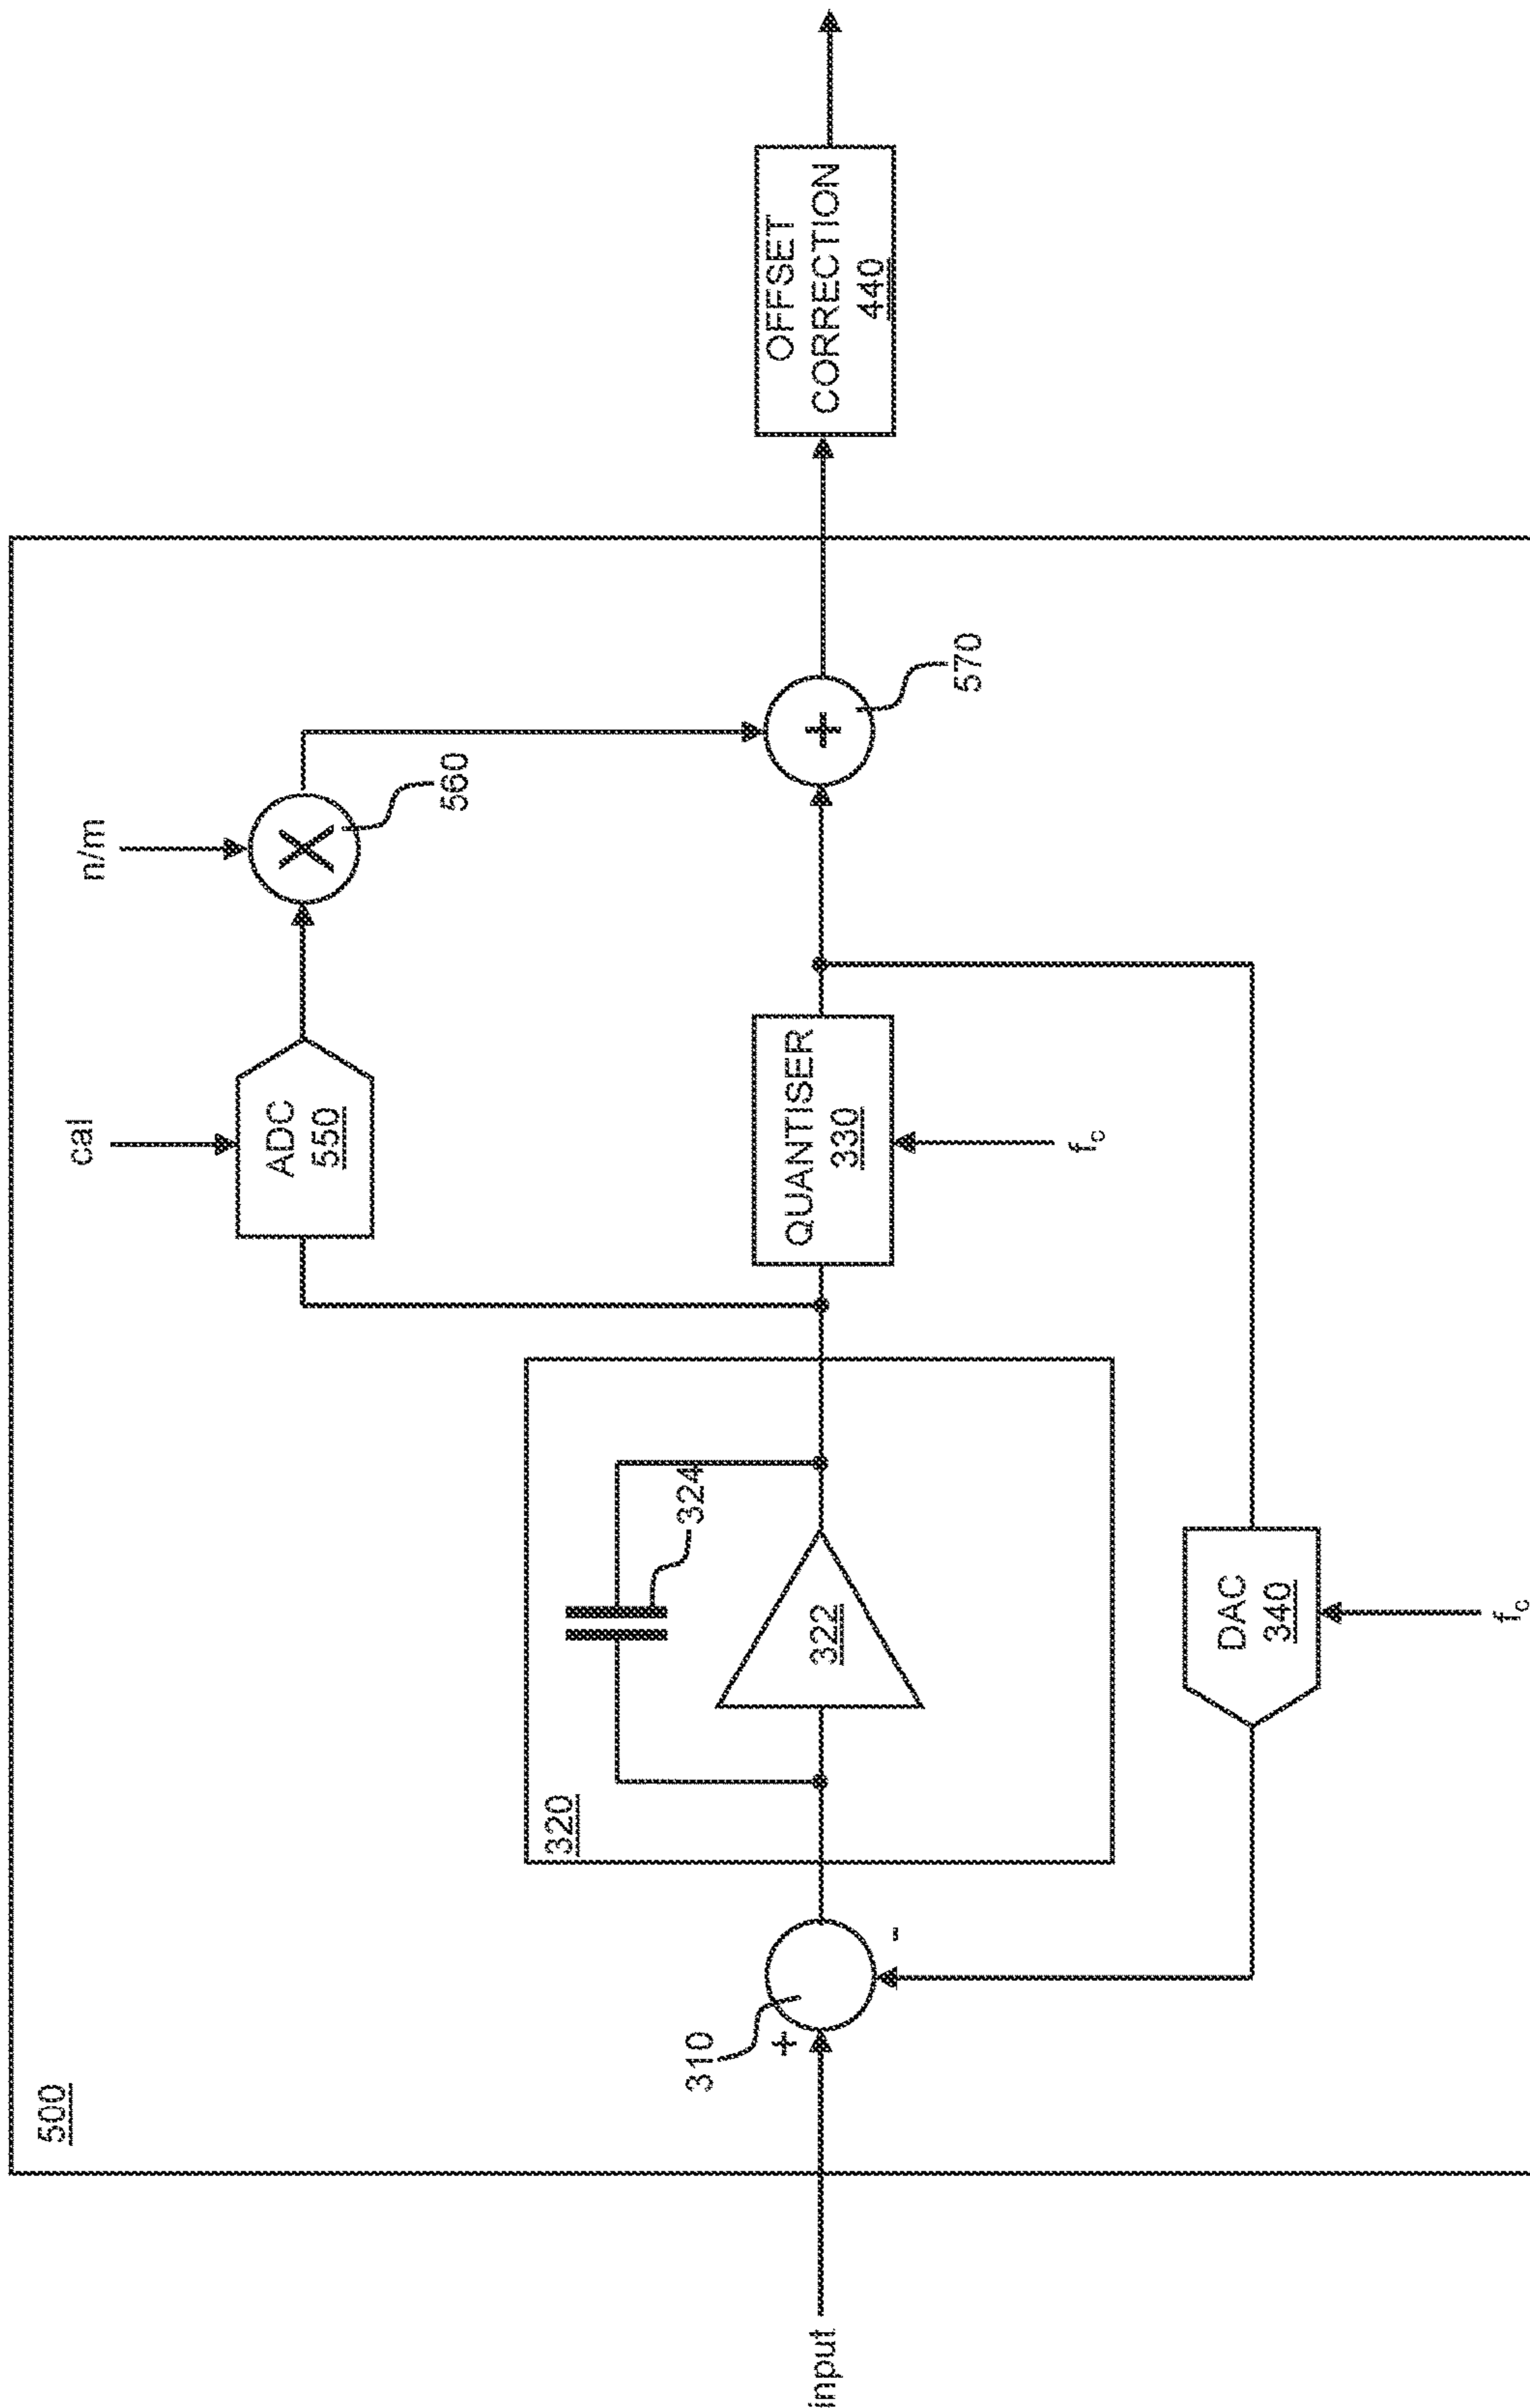 500
cal
n/m
ADC
550
560
320
324
322
310
+
-
QUANTISER
330
f_c
+
570
OFFSET
CORRECTION
440
input
DAC
340
f_c